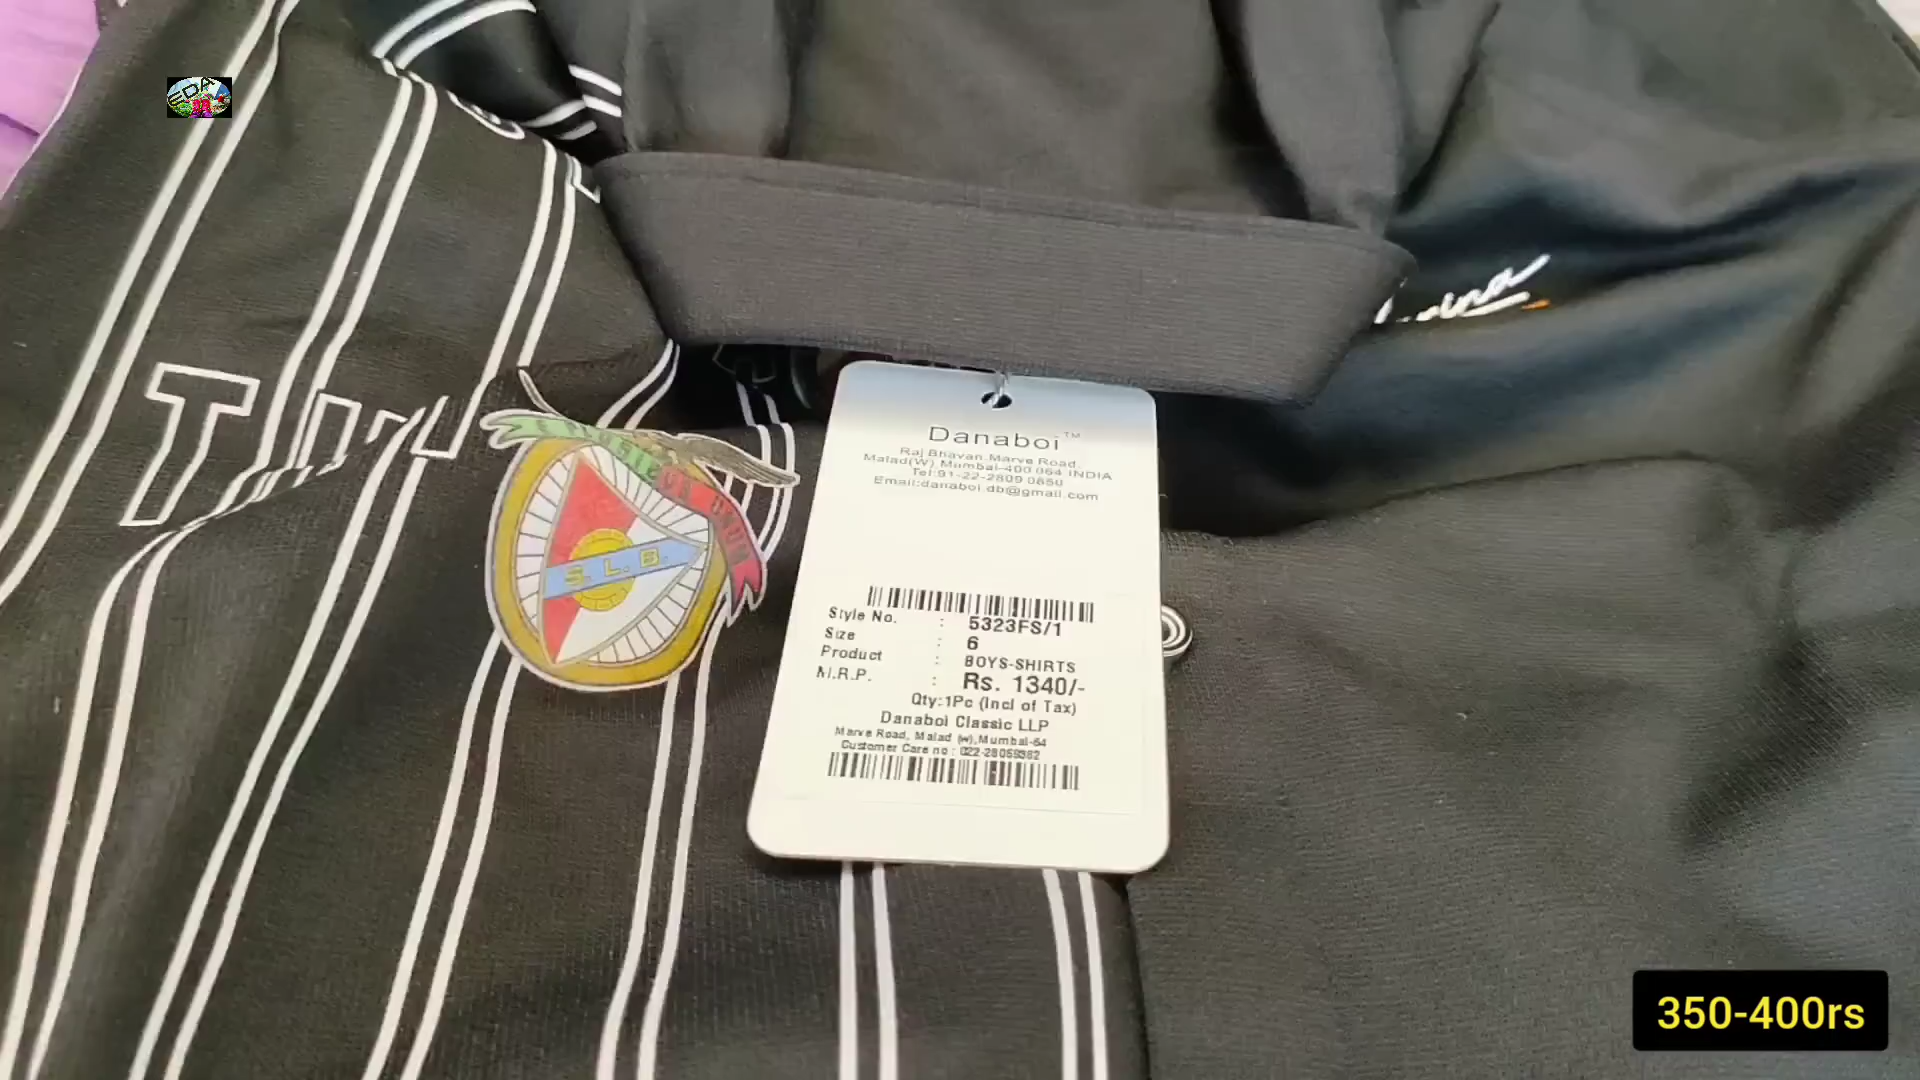 Danaboi™
Raj Bhavan, Marve Road,
Malad(W) Mumbai-400 064 INDIA
Tel:91-22-2809 0850
Email:danaboi.db@gmail.com
Style No. : 5323FS/1
Size : 6
Product : BOYS-SHIRTS
M.R.P. : Rs. 1340/-
Qty:1Pc (Incl of Tax)
Danaboi Classic LLP
Marve Road, Malad (w),Mumbai-64
Customer Care no : 022-28059382
S. L. B.
E PLURIBUS UNUM
350-400rs